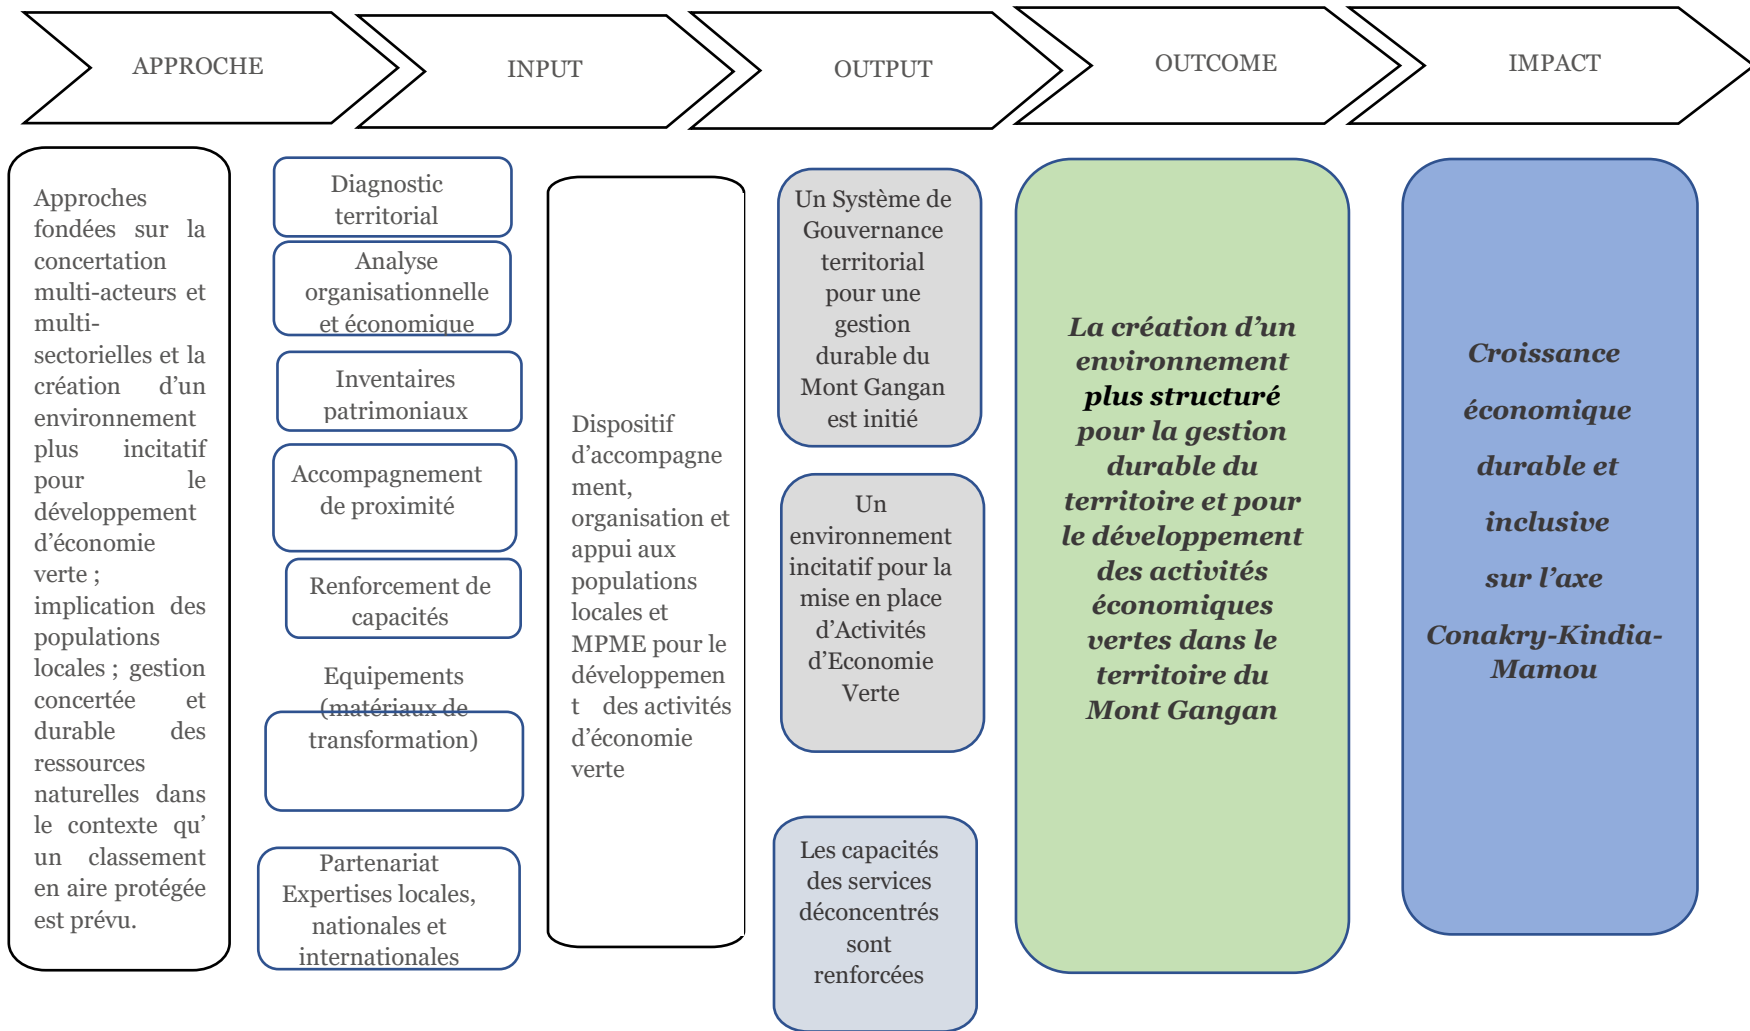 APPROCHE
INPUT
OUTPUT
OUTCOME
IMPACT
Approches
fondées sur la
concertation
multi-acteurs et
multi-
sectorielles et la
création d’un
environnement
plus incitatif
pour le
développement
d’économie
verte ;
implication des
populations
locales ; gestion
concertée et
durable des
ressources
naturelles dans
le contexte qu’
un classement
en aire protégée
est prévu.
Diagnostic
territorial
Analyse
organisationnelle
et économique
Inventaires
patrimoniaux
Accompagnement
de proximité
Renforcement de
capacités
Equipements
(matériaux de
transformation)
Partenariat
Expertises locales,
nationales et
internationales
Dispositif
d’accompagne
ment,
organisation et
appui aux
populations
locales et
MPME pour le
développemen
t des activités
d’économie
verte
Un Système de
Gouvernance
territorial
pour une
gestion
durable du
Mont Gangan
est initié
Un
environnement
incitatif pour la
mise en place
d’Activités
d’Economie
Verte
Les capacités
des services
déconcentrés
sont
renforcées
La création d’un
environnement
plus structuré
pour la gestion
durable du
territoire et pour
le développement
des activités
économiques
vertes dans le
territoire du
Mont Gangan
Croissance
économique
durable et
inclusive
sur l’axe
Conakry-Kindia-
Mamou